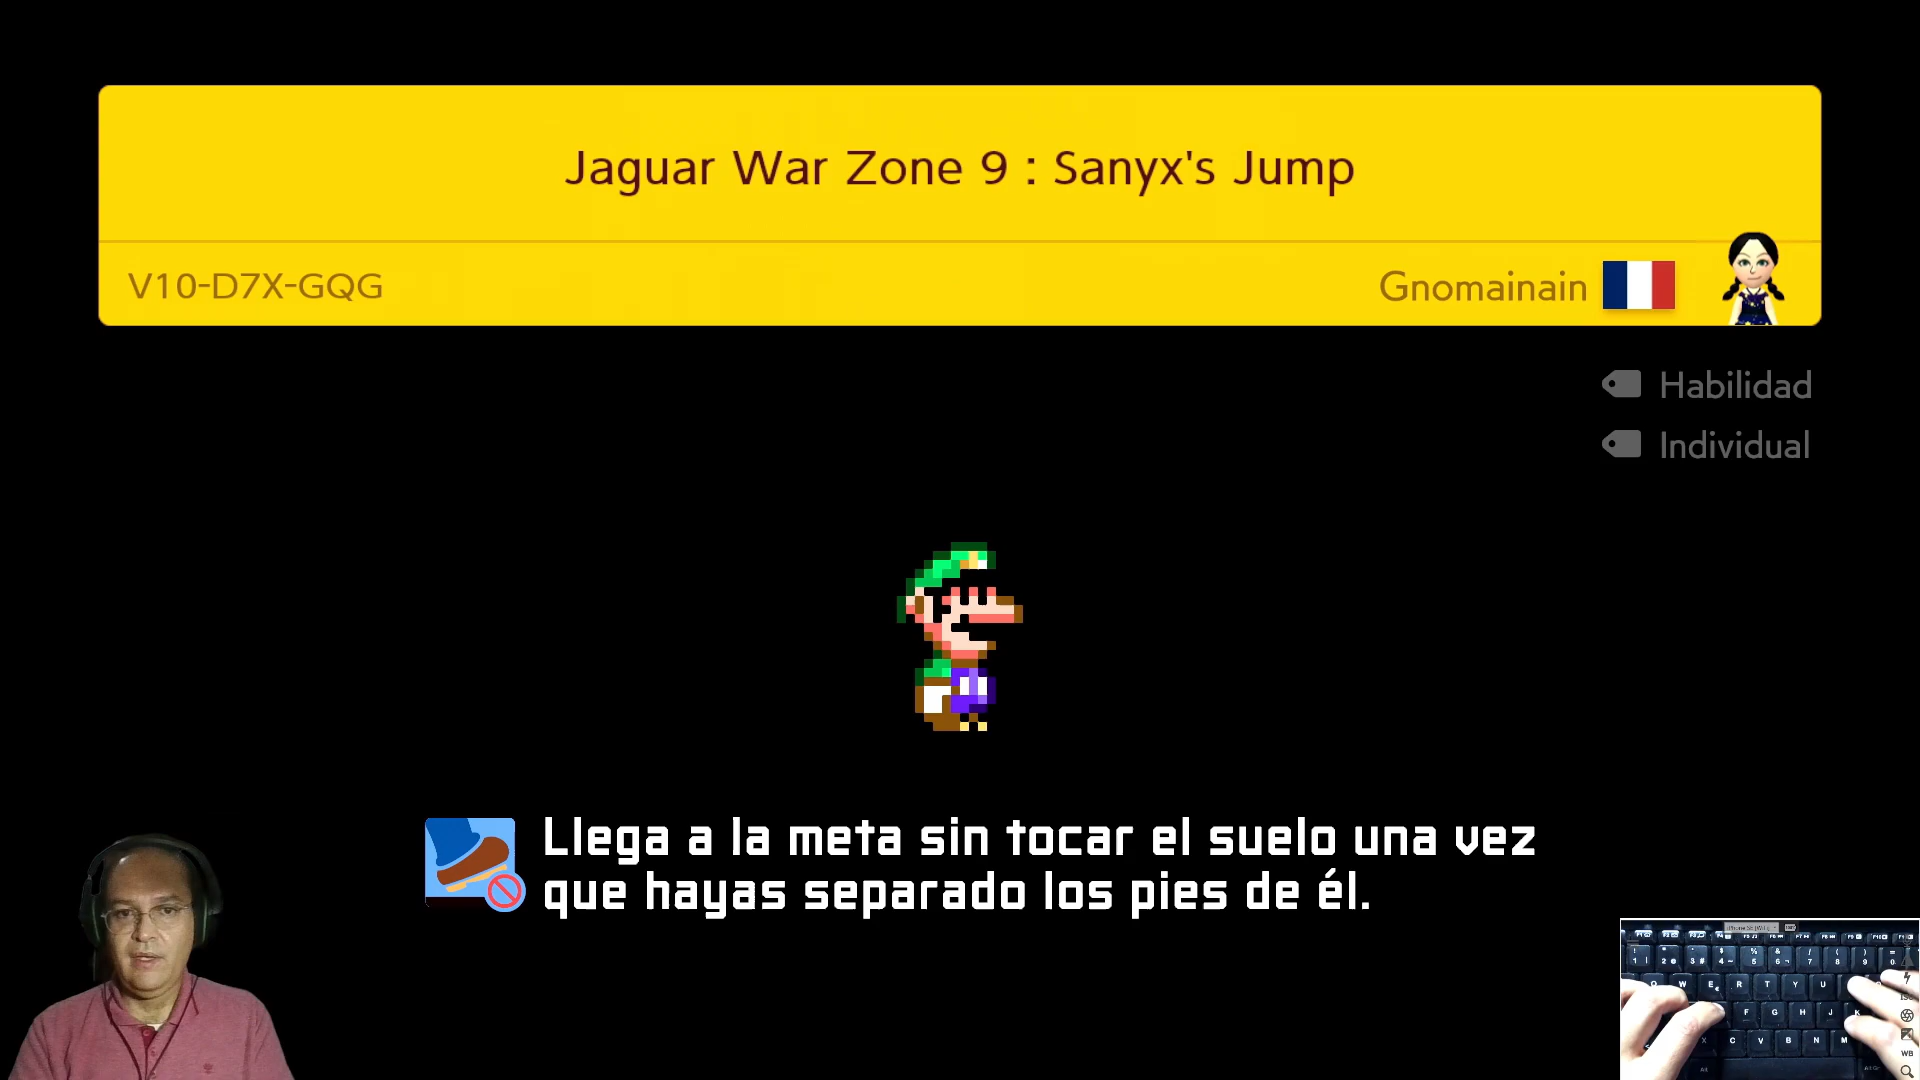 Jaguar War Zone 9 : Sanyx's Jump
V10-D7X-GQG
Gnomainain
Habilidad
Individual
Llega a la meta sin tocar el suelo una vez
que hayas separado los pies de él.
W E R T Y U
F G H J K
X C V B N M
WB